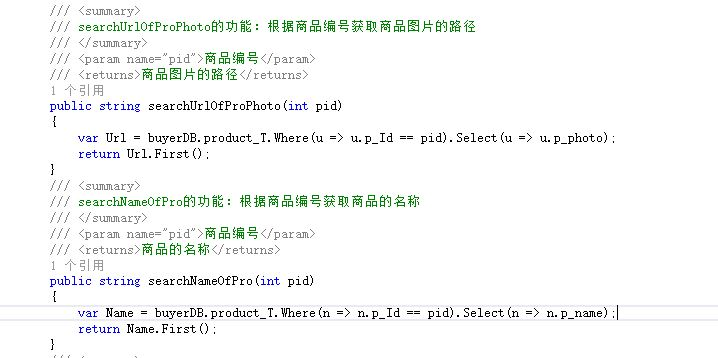 /// <summary>
/// searchUrlOfProPhoto的功能：根据商品编号获取商品图片的路径
/// </summary>
/// <param name="pid">商品编号</param>
/// <returns>商品图片的路径</returns>
1 个引用
public string searchUrlOfProPhoto(int pid)
{
var Url = buyerDB.product_T.Where(u => u.p_Id == pid).Select(u => u.p_photo);
return Url.First();
}
/// <summary>
/// searchNameOfPro的功能：根据商品编号获取商品的名称
/// </summary>
/// <param name="pid">商品编号</param>
/// <returns>商品的名称</returns>
1 个引用
public string searchNameOfPro(int pid)
{
var Name = buyerDB.product_T.Where(n => n.p_Id == pid).Select(n => n.p_name);
return Name.First();
}